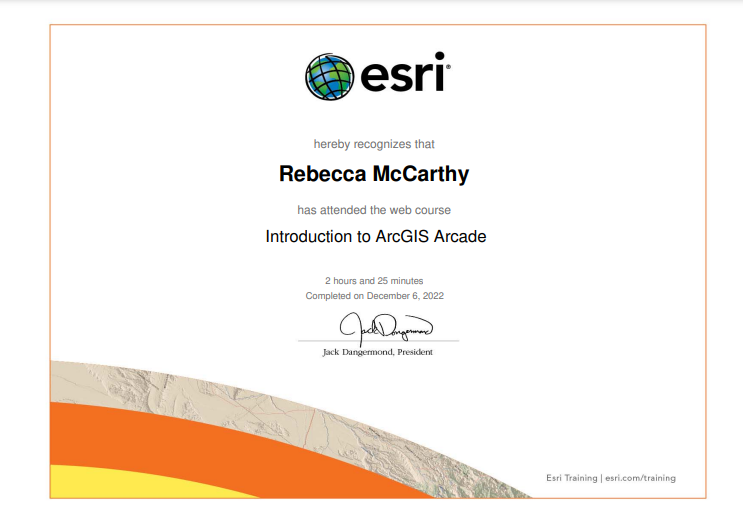 esri®
hereby recognizes that
Rebecca McCarthy
has attended the web course
Introduction to ArcGIS Arcade
2 hours and 25 minutes
Completed on December 6, 2022
Jack Dangermond
Jack Dangermond, President
Esri Training | esri.com/training